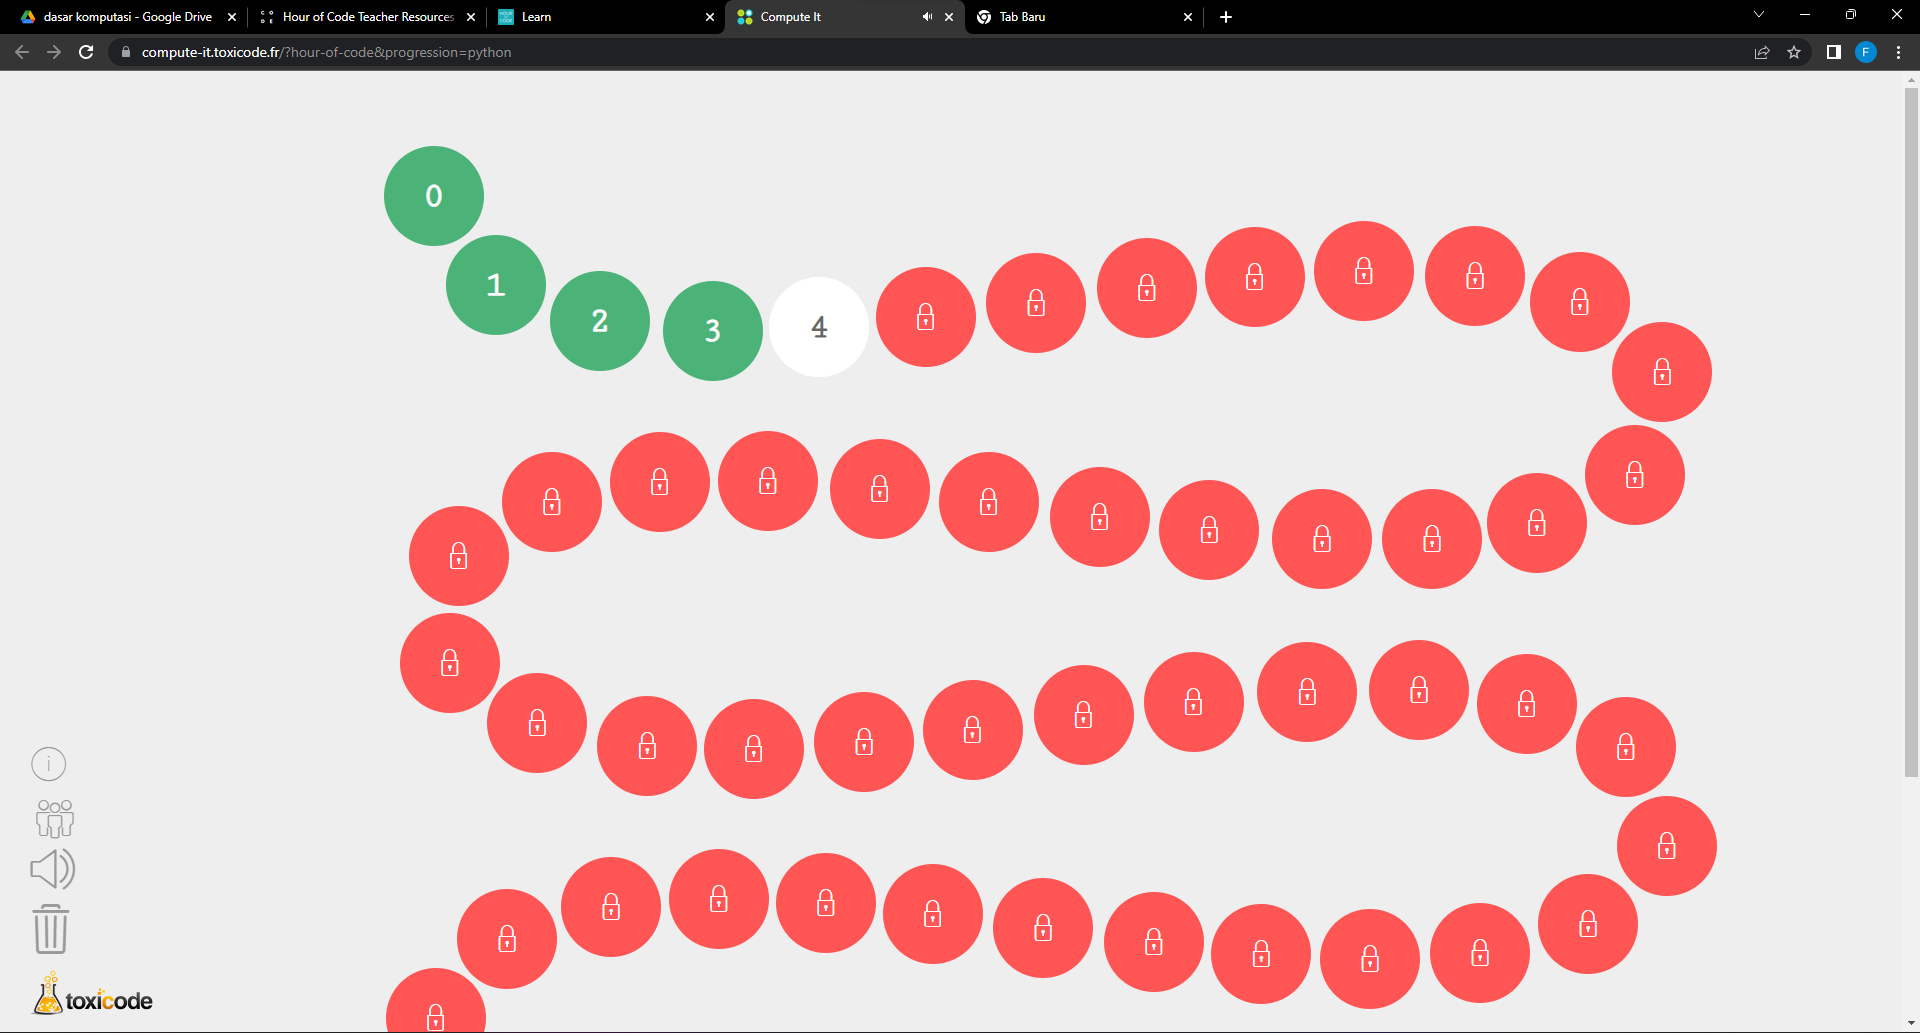 dasar komputasi - Google Drive
Hour of Code Teacher Resources
Learn
Compute It
Tab Baru
compute-it.toxicode.fr/?hour-of-code&progression=python
F
0
1
2
3
4
i
toxicode